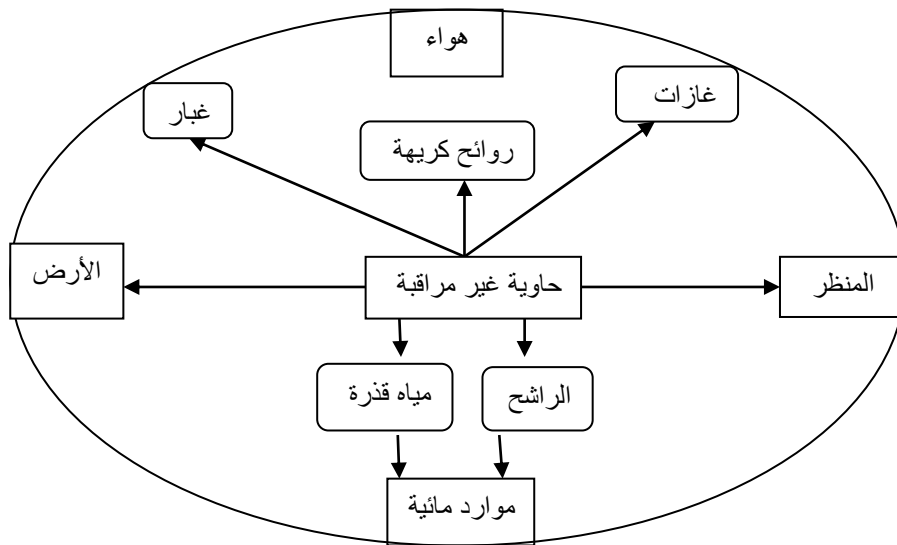 هواء
غازات
غبار
روائح كريهة
المنظر
حاوية غير مراقبة
الأرض
الراشح
مياه قذرة
موارد مائية